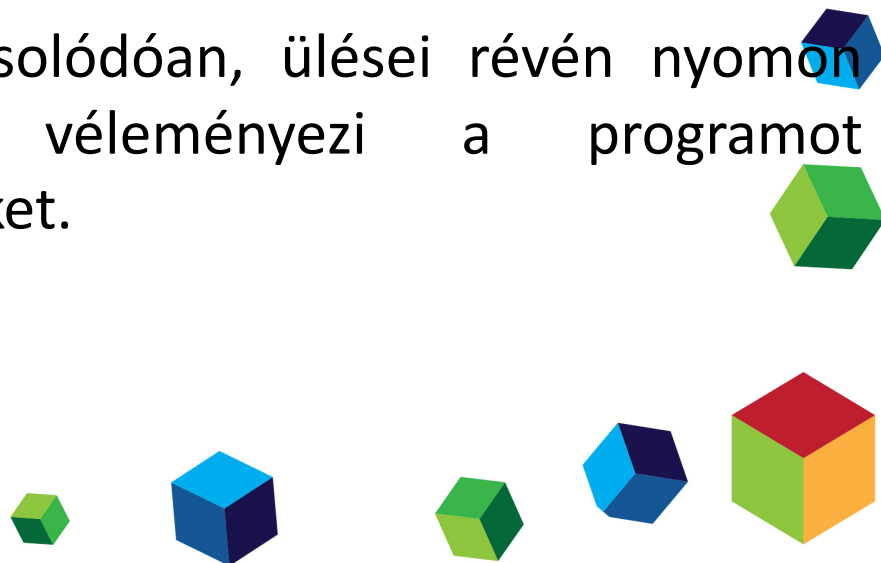 solódóan, ülései révén nyomon
véleményezi a programot
ket.